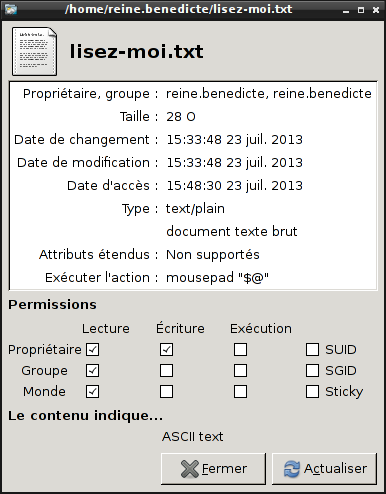 /home/reine.benedicte/lisez-moi.txt
lisez-moi.txt
Propriétaire, groupe : reine.benedicte, reine.benedicte
Taille : 28 O
Date de changement : 15:33:48 23 juil. 2013
Date de modification : 15:33:48 23 juil. 2013
Date d'accès : 15:48:30 23 juil. 2013
Type : text/plain
document texte brut
Attributs étendus : Non supportés
Exécuter l'action : mousepad "$@"
Permissions
Lecture Écriture Exécution
Propriétaire SUID
Groupe SGID
Monde Sticky
Le contenu indique...
ASCII text
Fermer Actualiser